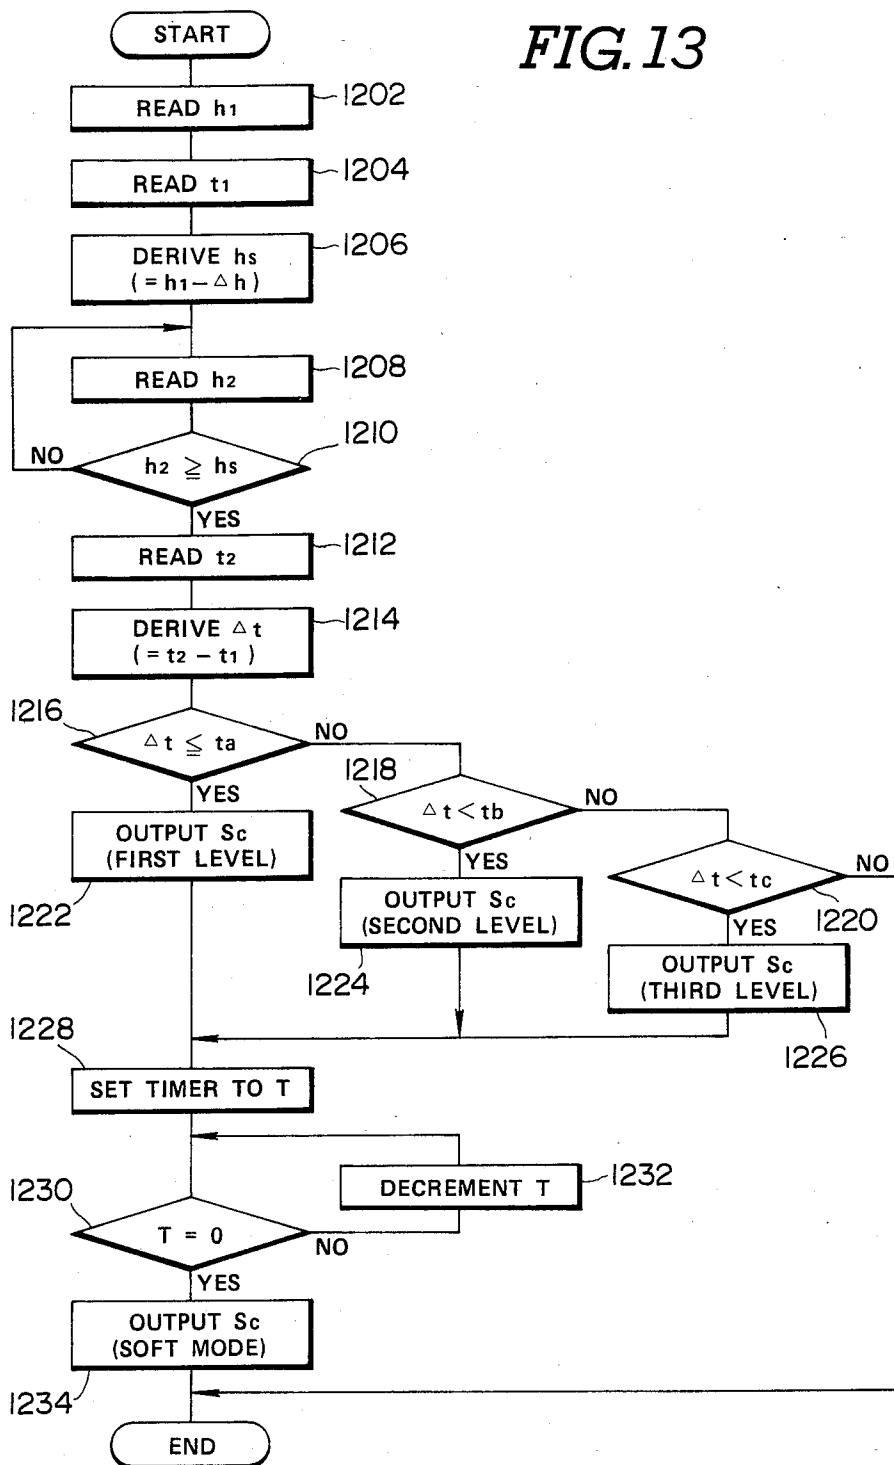 START
FIG. 13
READ h1
1202
READ t1
1204
DERIVE hs
(=h1−△h)
1206
READ h2
1208
h2 ≧ hs
1210
NO
YES
READ t2
1212
DERIVE △t
(=t2−t1)
1214
1216
△t ≦ ta
NO
YES
1218
△t<tb
NO
YES
△t<tc
NO
1220
YES
OUTPUT Sc
(FIRST LEVEL)
1222
OUTPUT Sc
(SECOND LEVEL)
1224
OUTPUT Sc
(THIRD LEVEL)
1226
1228
SET TIMER TO T
DECREMENT T
1232
1230
T = 0
NO
YES
OUTPUT Sc
(SOFT MODE)
1234
END